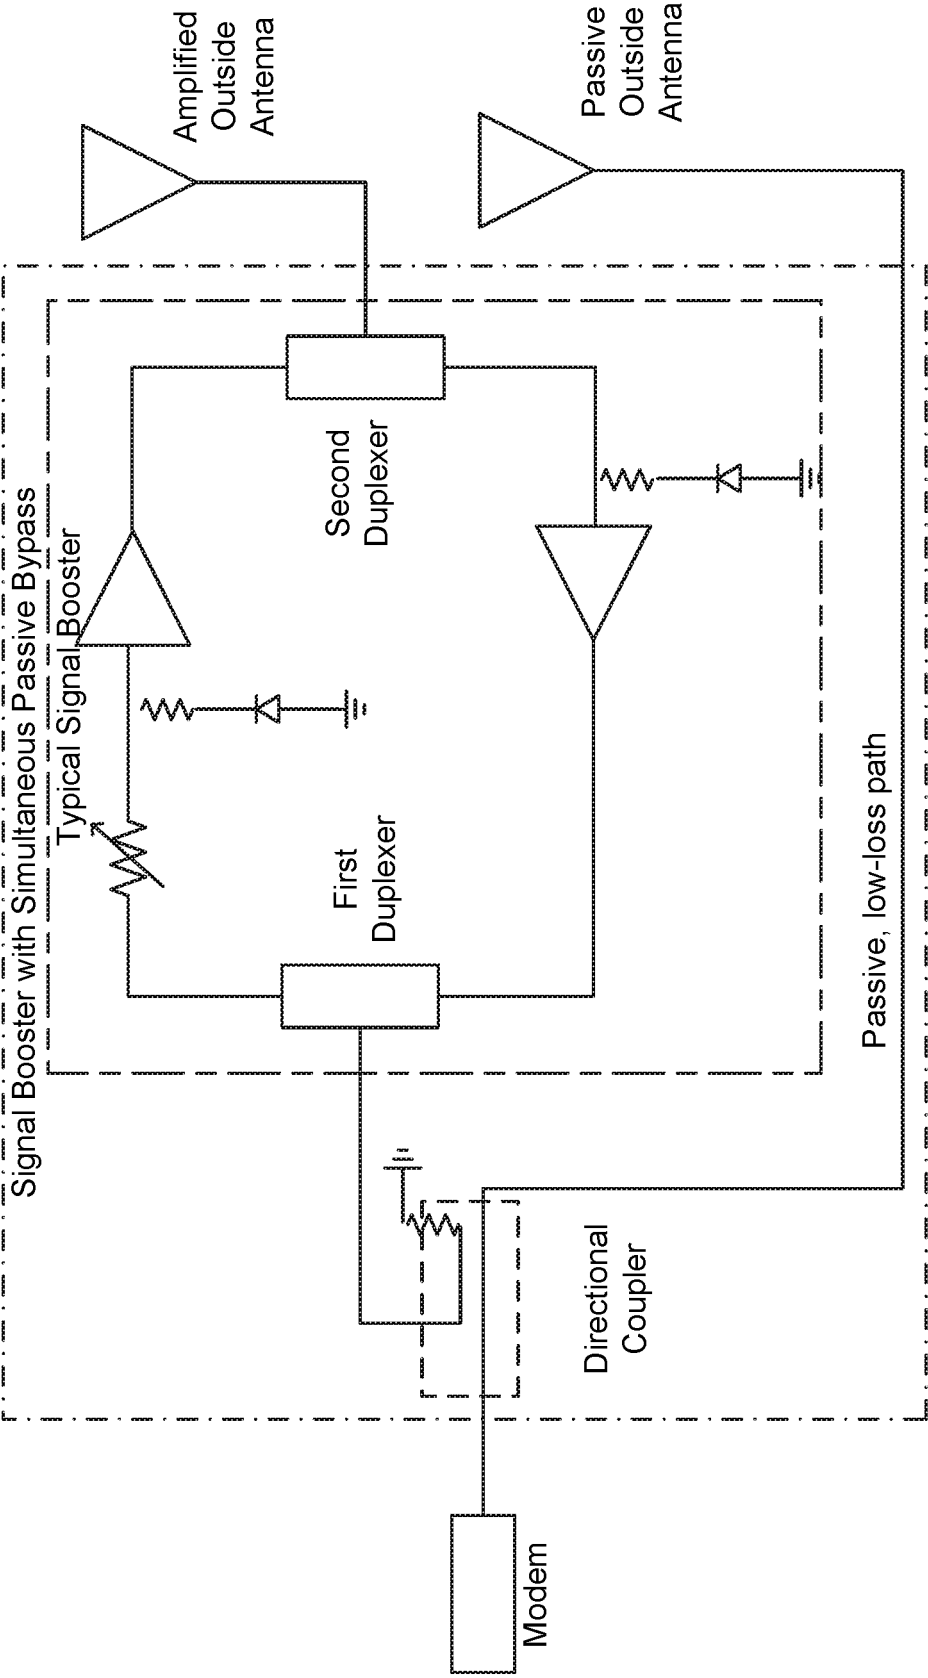 Signal Booster with Simultaneous Passive Bypass
Typical Signal Booster
Amplified
Outside
Antenna
Second
Duplexer
First
Duplexer
Passive
Outside
Antenna
Passive, low-loss path
Directional
Coupler
Modem